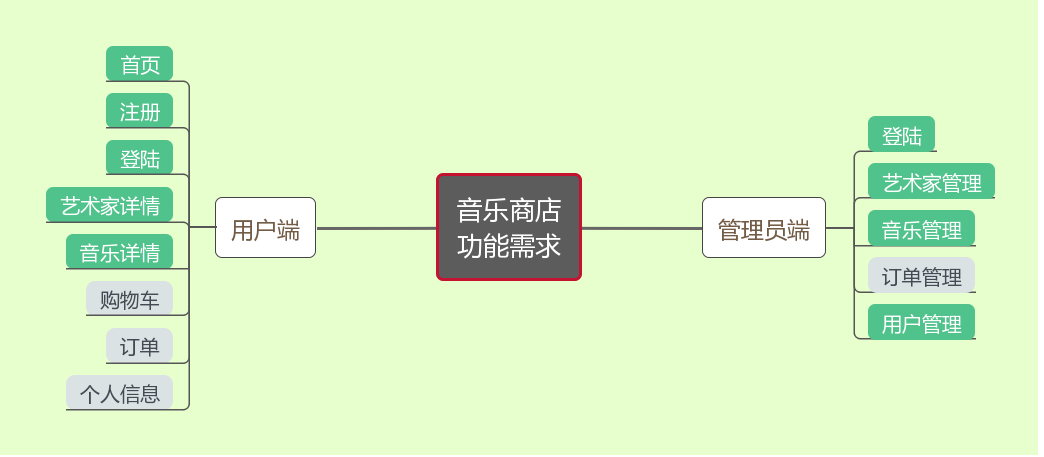 首页
注册
登陆
艺术家详情
音乐详情
购物车
订单
个人信息
用户端
音乐商店
功能需求
管理员端
登陆
艺术家管理
音乐管理
订单管理
用户管理